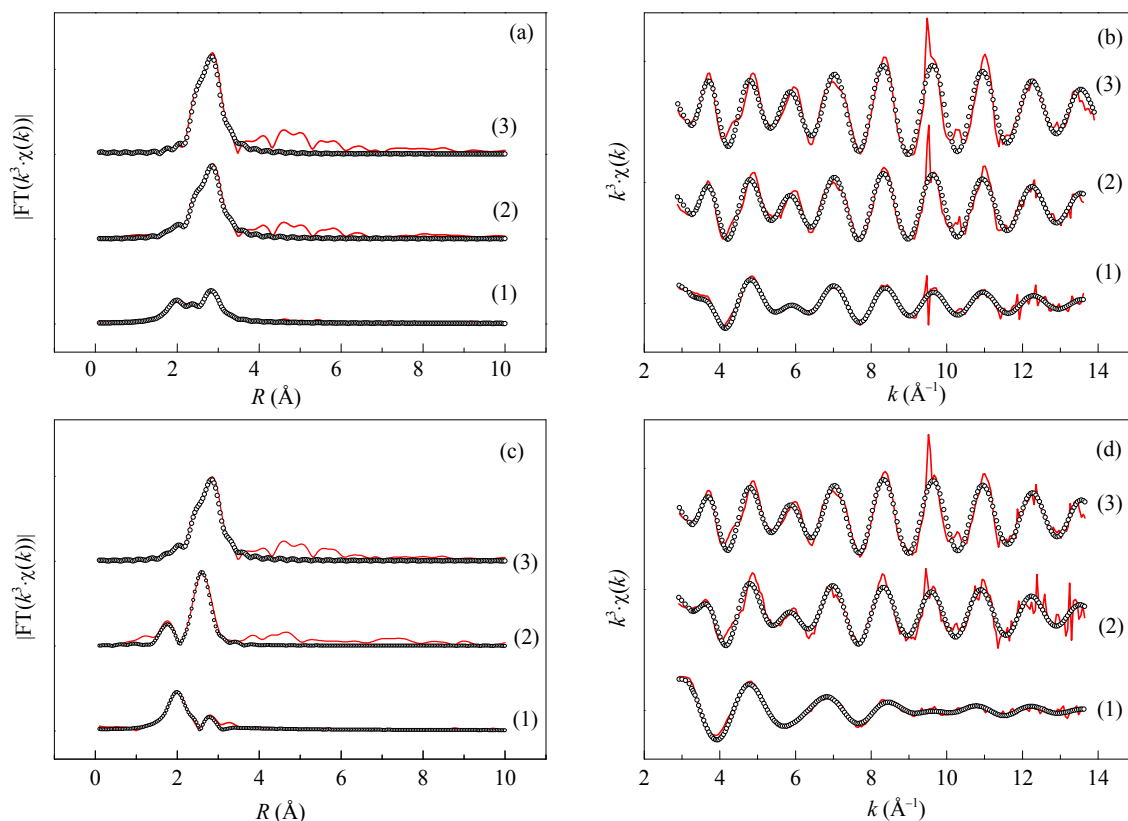 (a)
(3)
(2)
(1)
|FT(k³·χ(k))|
0 2 4 6 8 10
R (Å)
(b)
(3)
(2)
(1)
k³·χ(k)
2 4 6 8 10 12 14
k (Å⁻¹)
(c)
(3)
(2)
(1)
|FT(k³·χ(k))|
0 2 4 6 8 10
R (Å)
(d)
(3)
(2)
(1)
k³·χ(k)
2 4 6 8 10 12 14
k (Å⁻¹)